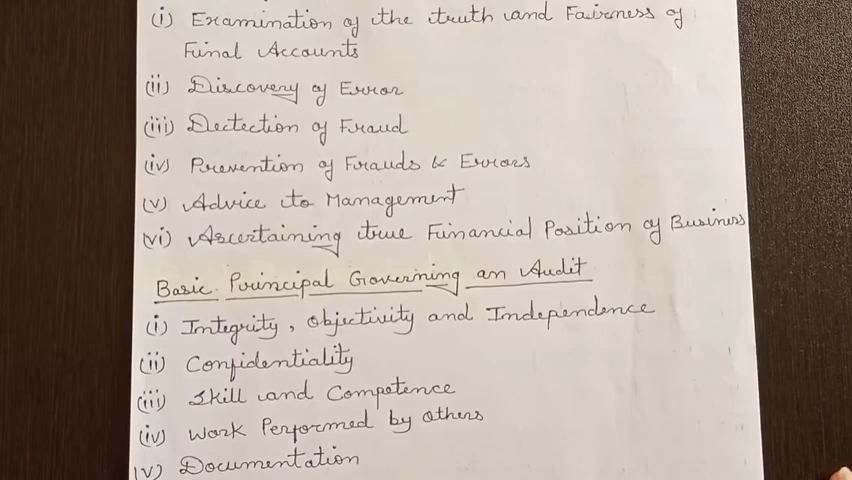 (i) Examination of the truth and Fairness of
Final Accounts
(ii) Discovery of Error
(iii) Dectection of Fraud
(iv) Prevention of Frauds & Errors
(v) Advice to Management
(vi) Ascertaining true Financial Position of Business
Basic Principal Governing an Audit
(i) Integrity, Objectivity and Independence
(ii) Confidentiality
(iii) Skill and Competence
(iv) Work Performed by others
(v) Documentation